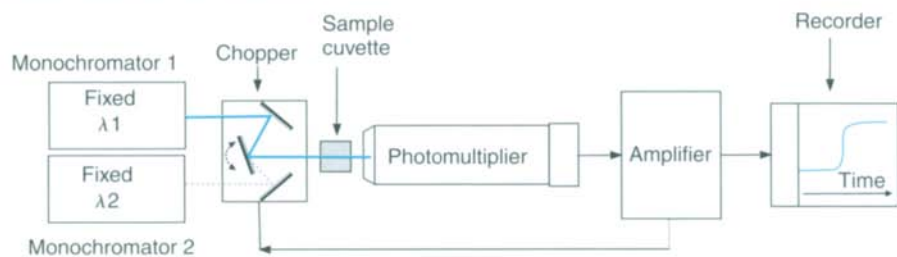 Sample
cuvette
Recorder
Chopper
Monochromator 1
Fixed
λ1
Photomultiplier
Amplifier
Fixed
λ2
Time
Monochromator 2